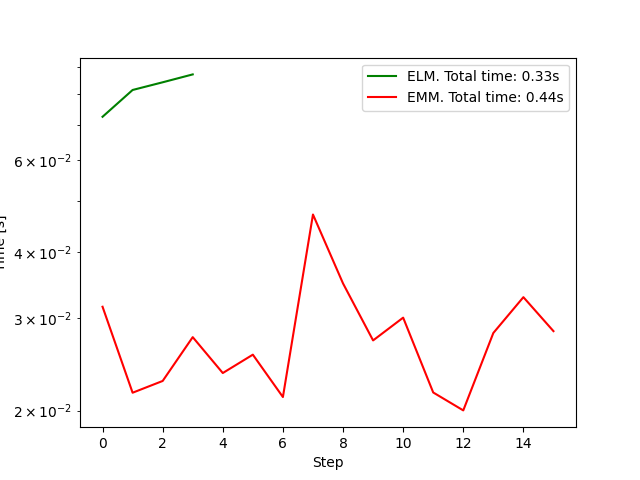 ELM. Total time: 0.33s
EMM. Total time: 0.44s
6 × 10⁻²
4 × 10⁻²
3 × 10⁻²
2 × 10⁻²
Time [s]
0 2 4 6 8 10 12 14
Step